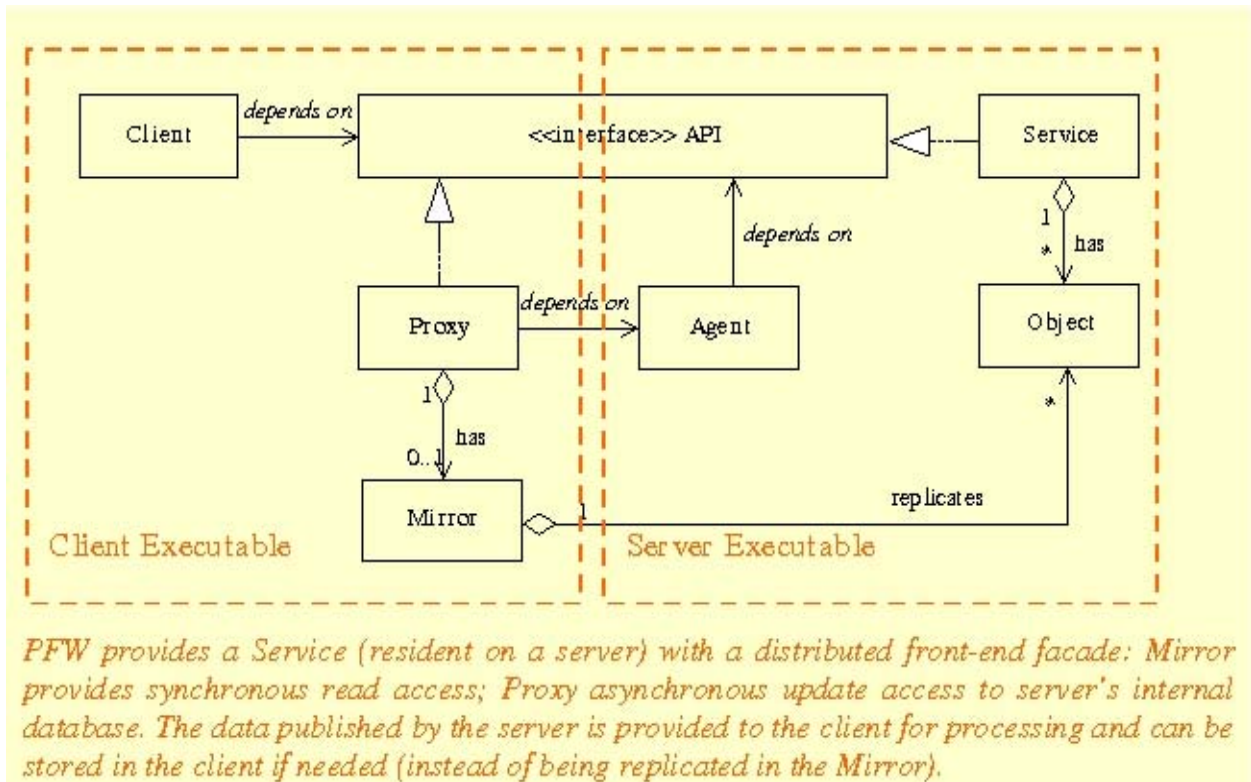 depends on
Client
<<interface>> API
Service
1
* has
depends on
depends on
Proxy
Agent
Object
1
*
has
0..1
replicates
Mirror
1
Client Executable
Server Executable
PFW provides a Service (resident on a server) with a distributed front-end facade: Mirror
provides synchronous read access; Proxy asynchronous update access to server's internal
database. The data published by the server is provided to the client for processing and can be
stored in the client if needed (instead of being replicated in the Mirror).